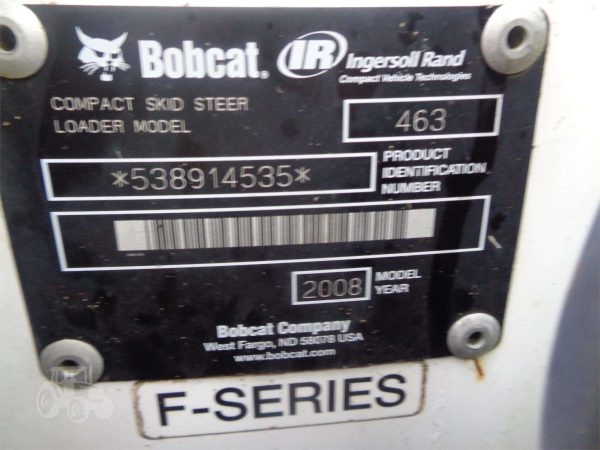 Bobcat. IR Ingersoll Rand
Compact Vehicle Technologies
COMPACT SKID STEER
LOADER MODEL
463
*538914535*
PRODUCT
IDENTIFICATION
NUMBER
2008
MODEL
YEAR
Bobcat Company
West Fargo, ND 58078 USA
www.bobcat.com
F-SERIES